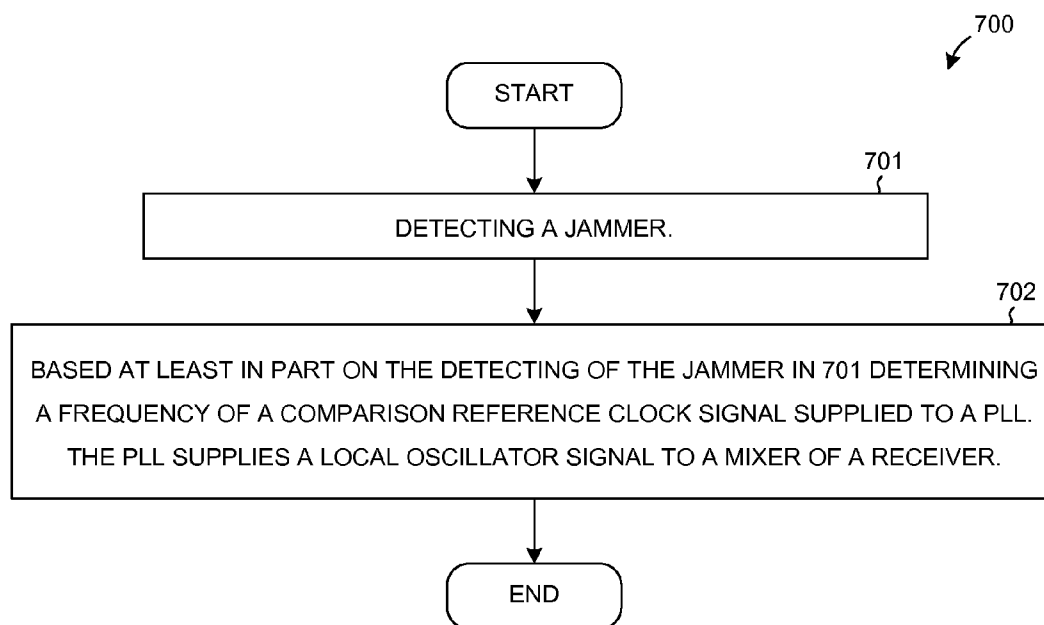 700
START
701
DETECTING A JAMMER.
702
BASED AT LEAST IN PART ON THE DETECTING OF THE JAMMER IN 701 DETERMINING
A FREQUENCY OF A COMPARISON REFERENCE CLOCK SIGNAL SUPPLIED TO A PLL.
THE PLL SUPPLIES A LOCAL OSCILLATOR SIGNAL TO A MIXER OF A RECEIVER.
END